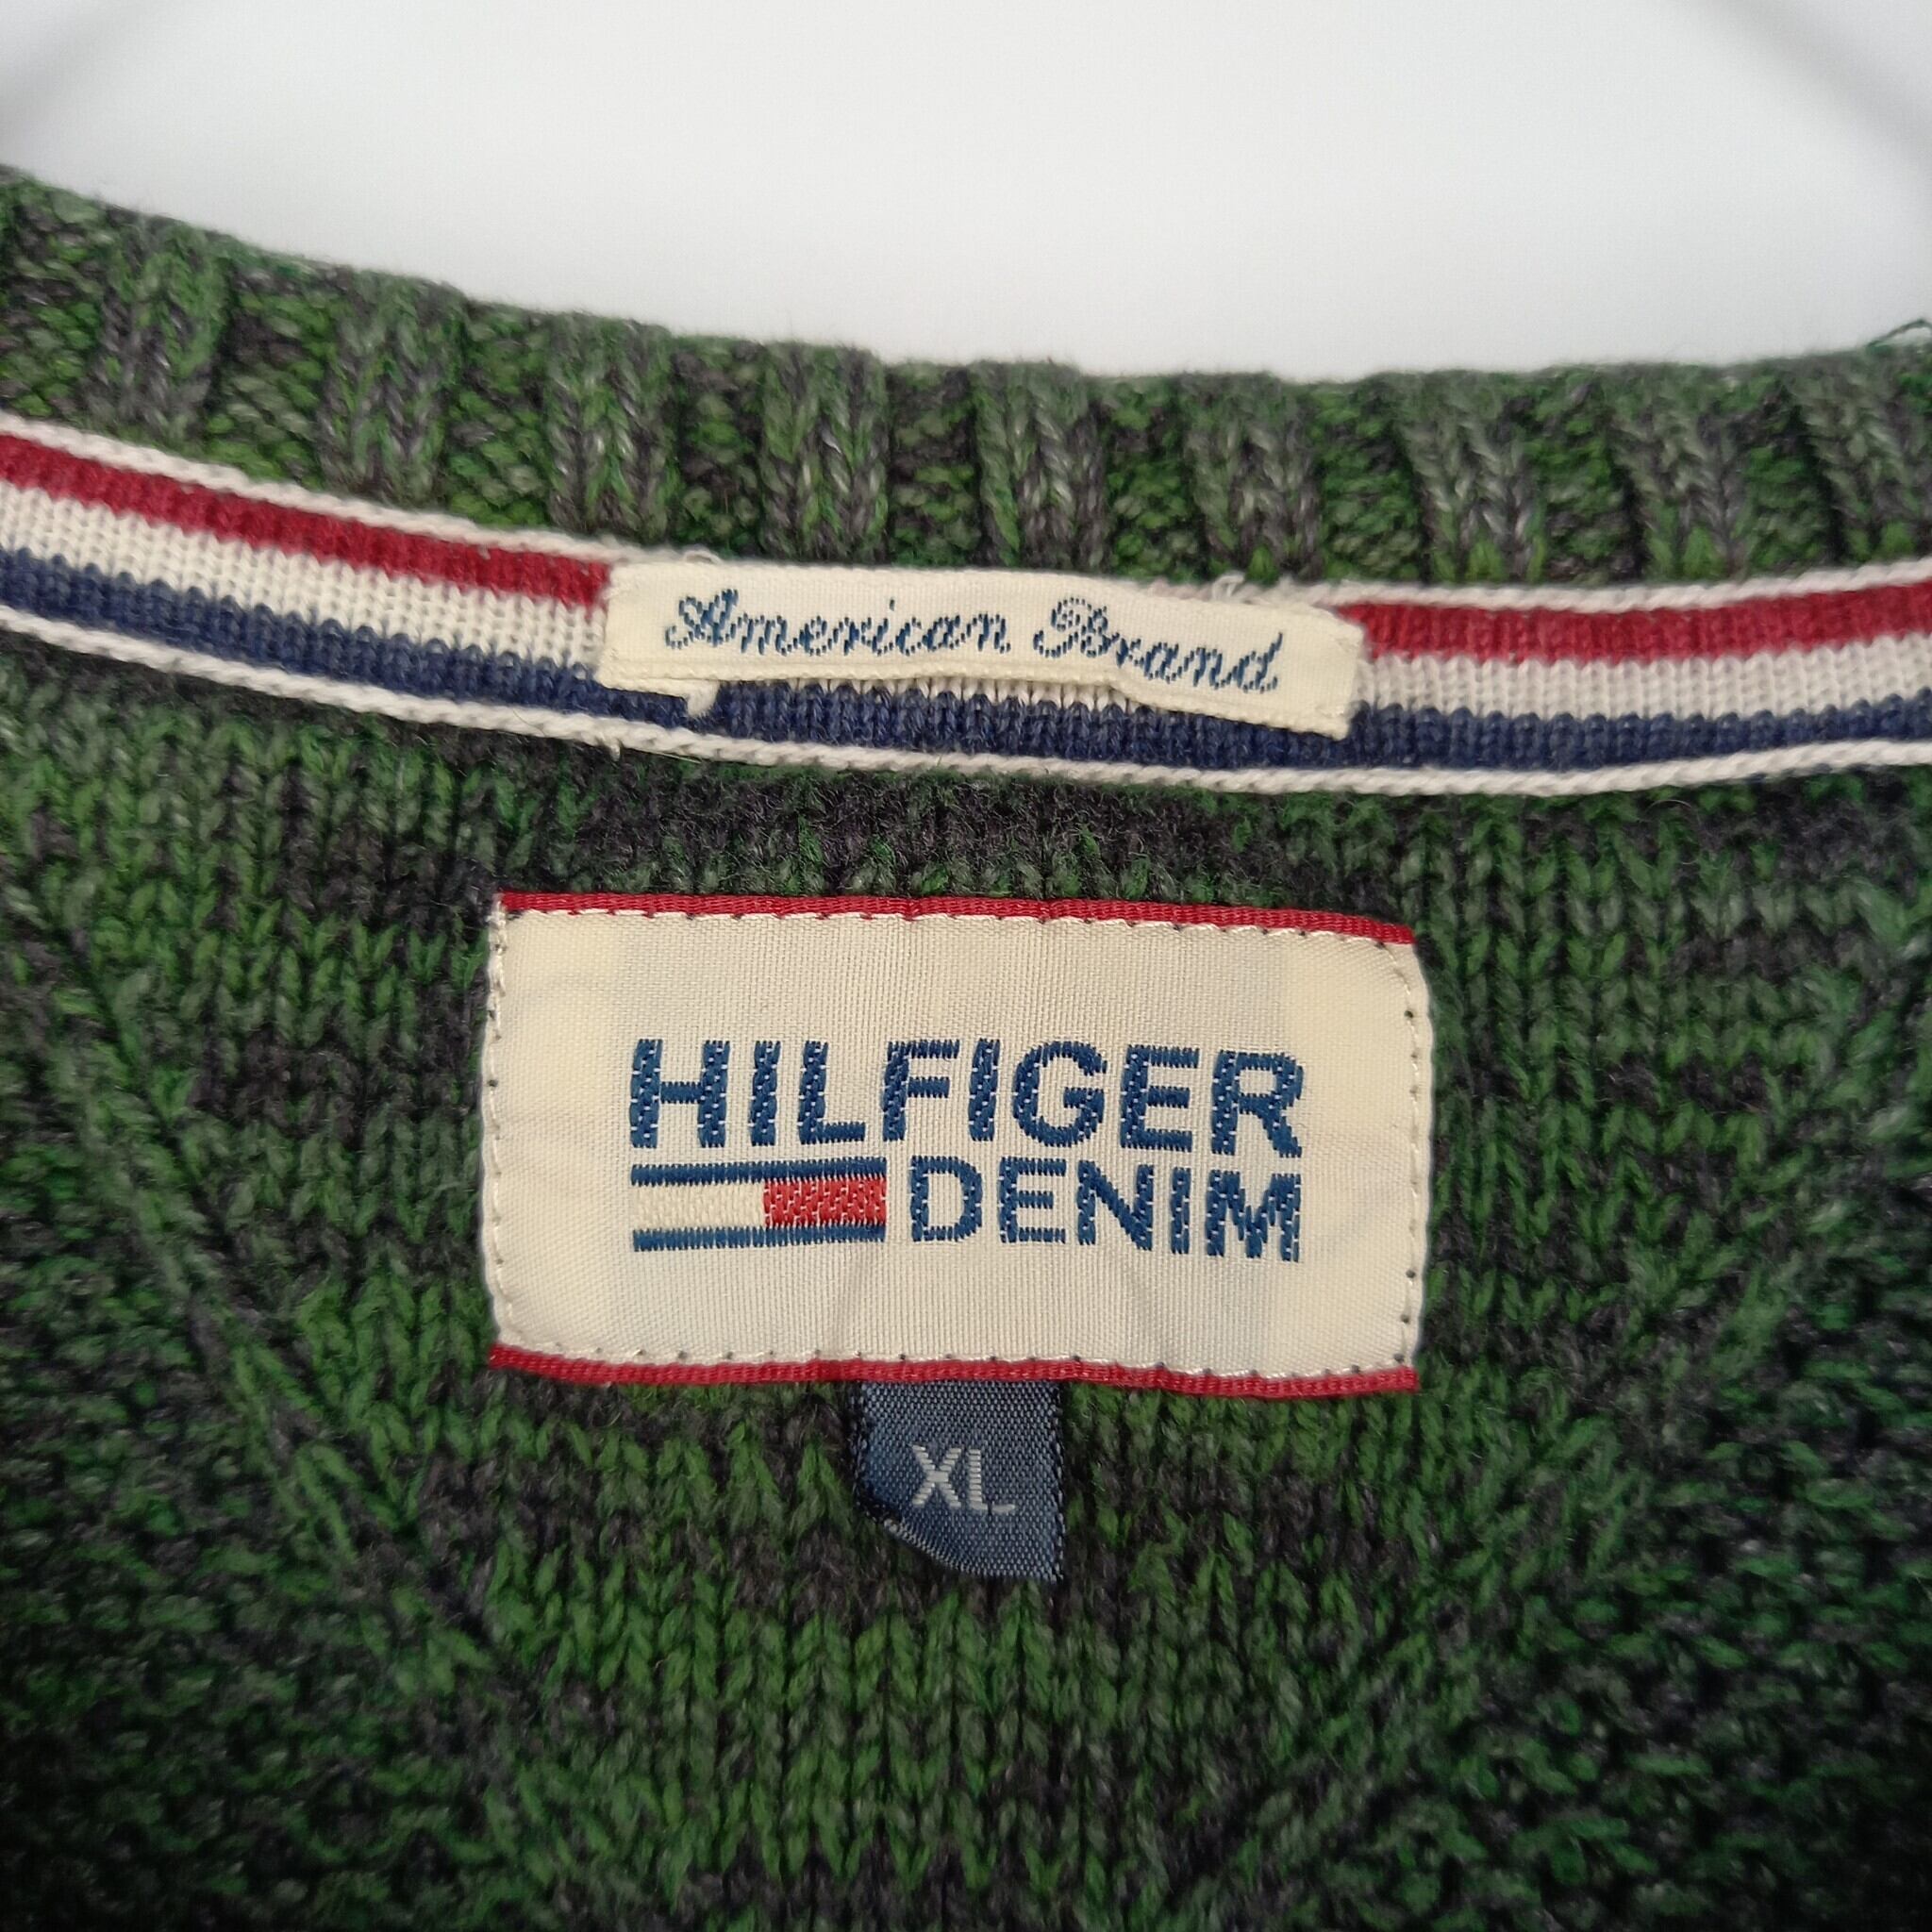 American Brand
HILFIGER
DENIM
XL